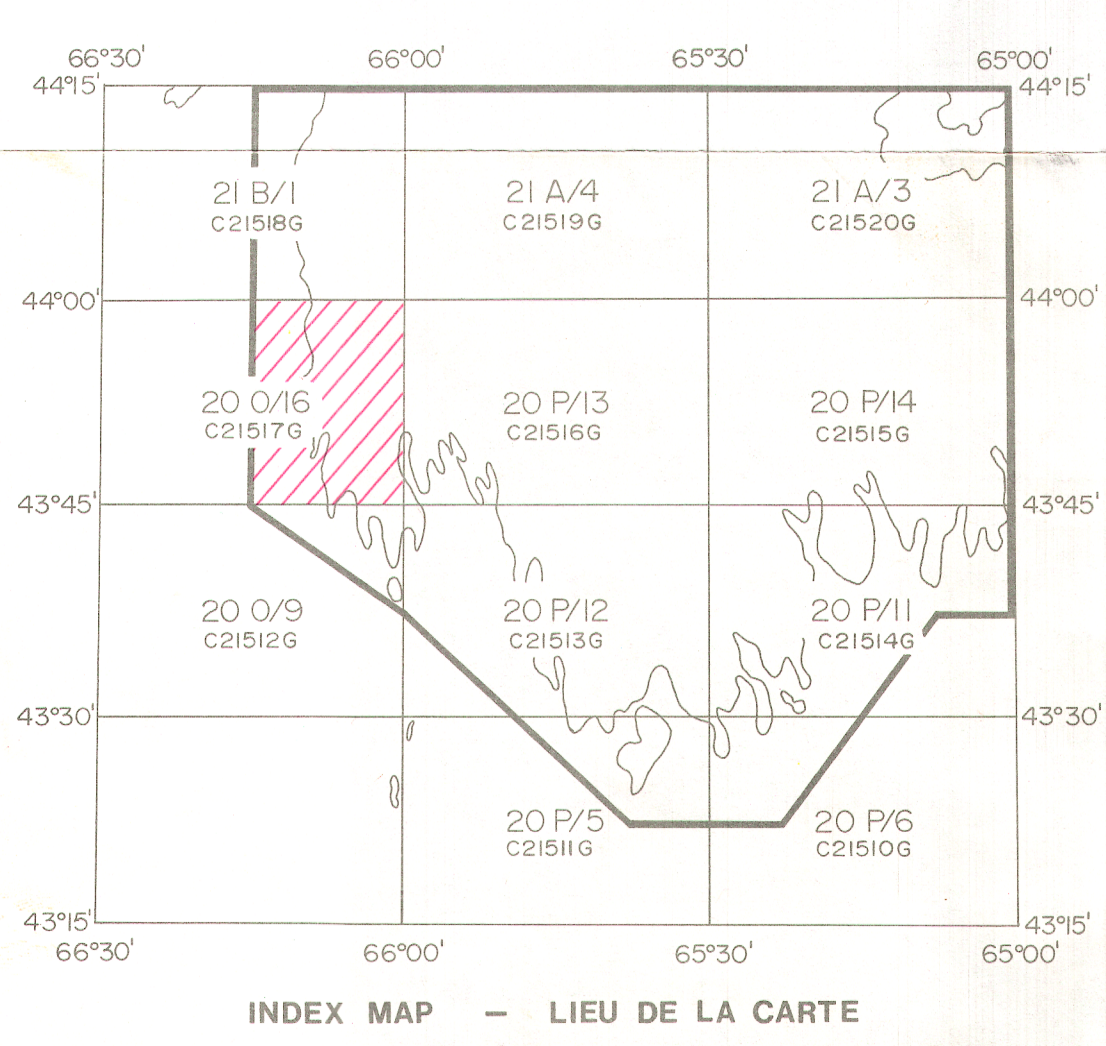 66°30' 66°00' 65°30' 65°00'
44°15' 44°15'
21 B/1 21 A/4 21 A/3
C21518G C21519G C21520G
44°00' 44°00'
20 O/16 20 P/13 20 P/14
C21517G C21516G C21515G
43°45' 43°45'
20 O/9 20 P/12 20 P/11
C21512G C21513G C21514G
43°30' 43°30'
20 P/5 20 P/6
C21511G C21510G
43°15' 43°15'
66°30' 66°00' 65°30' 65°00'
INDEX MAP – LIEU DE LA CARTE